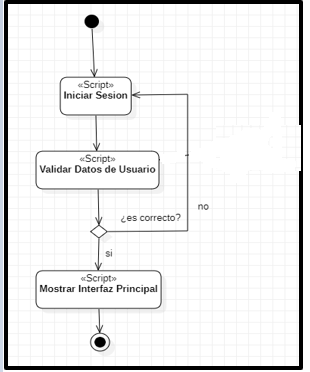 «Script»
Iniciar Sesion
«Script»
Validar Datos de Usuario
¿es correcto?
no
si
«Script»
Mostrar Interfaz Principal